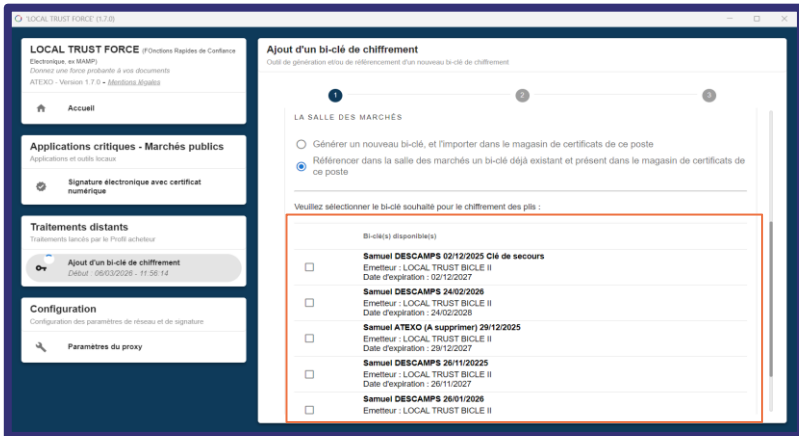 'LOCAL TRUST FORCE' (1.7.0)
LOCAL TRUST FORCE (FOnctions Rapides de Confiance
Electronique, ex MAMP)
Donnez une force probante à vos documents
ATEXO - Version 1.7.0 - Mentions légales
Accueil
Applications critiques - Marchés publics
Applications et outils locaux
Signature électronique avec certificat
numérique
Traitements distants
Traitements lancés par le Profil acheteur
Ajout d'un bi-clé de chiffrement
Début : 06/03/2026 - 11:56:14
Configuration
Configuration des paramètres de réseau et de signature
Paramètres du proxy
Ajout d'un bi-clé de chiffrement
Outil de génération et/ou de référencement d'un nouveau bi-clé de chiffrement
1
2
3
LA SALLE DES MARCHÉS
Générer un nouveau bi-clé, et l'importer dans le magasin de certificats de ce poste
Référencer dans la salle des marchés un bi-clé déjà existant et présent dans le magasin de certificats de
ce poste
Veuillez sélectionner le bi-clé souhaité pour le chiffrement des plis :
Bi-clé(s) disponible(s)
Samuel DESCAMPS 02/12/2025 Clé de secours
Emetteur : LOCAL TRUST BICLE II
Date d'expiration : 02/12/2027
Samuel DESCAMPS 24/02/2026
Emetteur : LOCAL TRUST BICLE II
Date d'expiration : 24/02/2028
Samuel ATEXO (A supprimer) 29/12/2025
Emetteur : LOCAL TRUST BICLE II
Date d'expiration : 29/12/2027
Samuel DESCAMPS 26/11/20225
Emetteur : LOCAL TRUST BICLE II
Date d'expiration : 26/11/2027
Samuel DESCAMPS 26/01/2026
Emetteur : LOCAL TRUST BICLE II